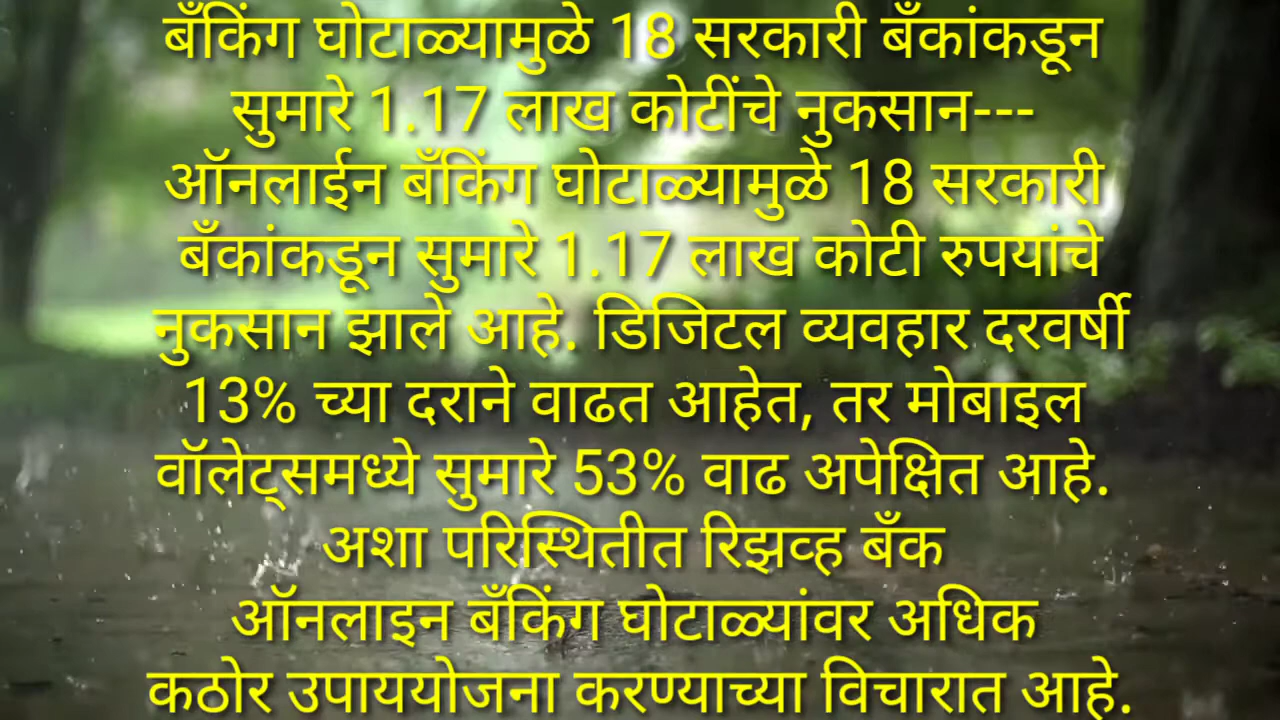 बँकिंग घोटाळ्यामुळे 18 सरकारी बँकांकडून
सुमारे 1.17 लाख कोटींचे नुकसान---
ऑनलाईन बँकिंग घोटाळ्यामुळे 18 सरकारी
बँकांकडून सुमारे 1.17 लाख कोटी रुपयांचे
नुकसान झाले आहे. डिजिटल व्यवहार दरवर्षी
13% च्या दराने वाढत आहेत, तर मोबाइल
वॉलेट्समध्ये सुमारे 53% वाढ अपेक्षित आहे.
अशा परिस्थितीत रिझव्ह बँक
ऑनलाइन बँकिंग घोटाळ्यांवर अधिक
कठोर उपाययोजना करण्याच्या विचारात आहे.